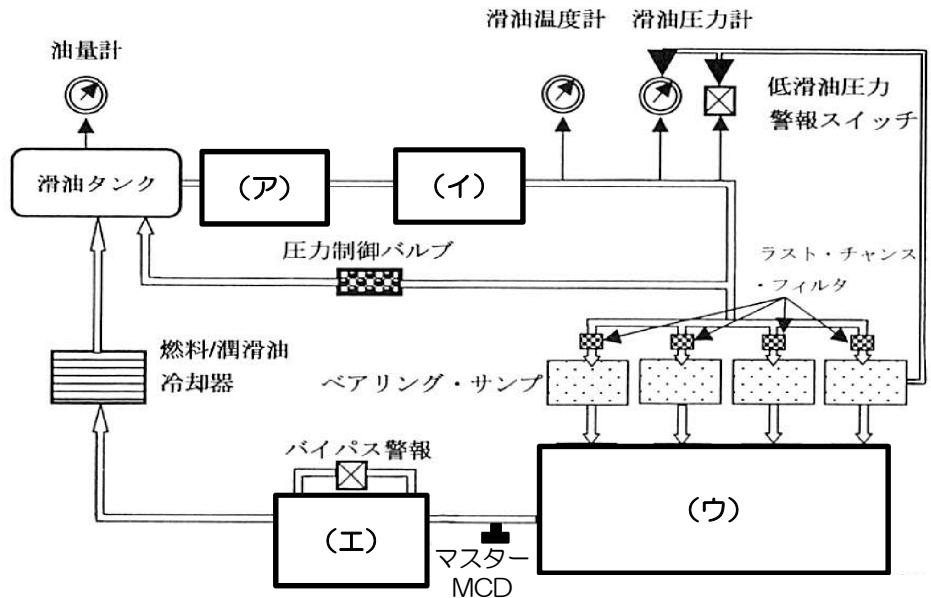 滑油温度計
滑油圧力計
油量計
低滑油圧力
警報スイッチ
滑油タンク
(ア)
(イ)
圧力制御バルブ
ラスト・チャンス
・フィルタ
燃料/潤滑油
冷却器
ベアリング・サンプ
バイパス警報
(ウ)
(エ)
マスター
MCD